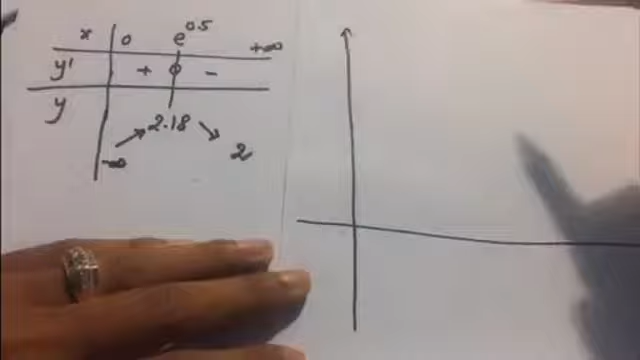 x 0 e^0.5 +∞
y' + 0 -
y 2.18
-∞ 2